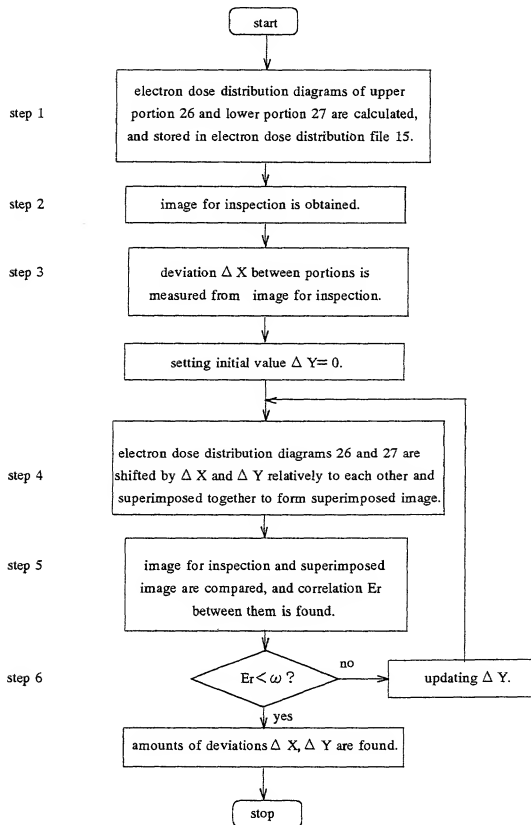 start
step 1
electron dose distribution diagrams of upper
portion 26 and lower portion 27 are calculated,
and stored in electron dose distribution file 15.
step 2
image for inspection is obtained.
step 3
deviation Δ X between portions is
measured from image for inspection.
setting initial value Δ Y= 0.
step 4
electron dose distribution diagrams 26 and 27 are
shifted by Δ X and Δ Y relatively to each other and
superimposed together to form superimposed image.
step 5
image for inspection and superimposed
image are compared, and correlation Er
between them is found.
step 6
Er < ω ?
no
updating Δ Y.
yes
amounts of deviations Δ X, Δ Y are found.
stop